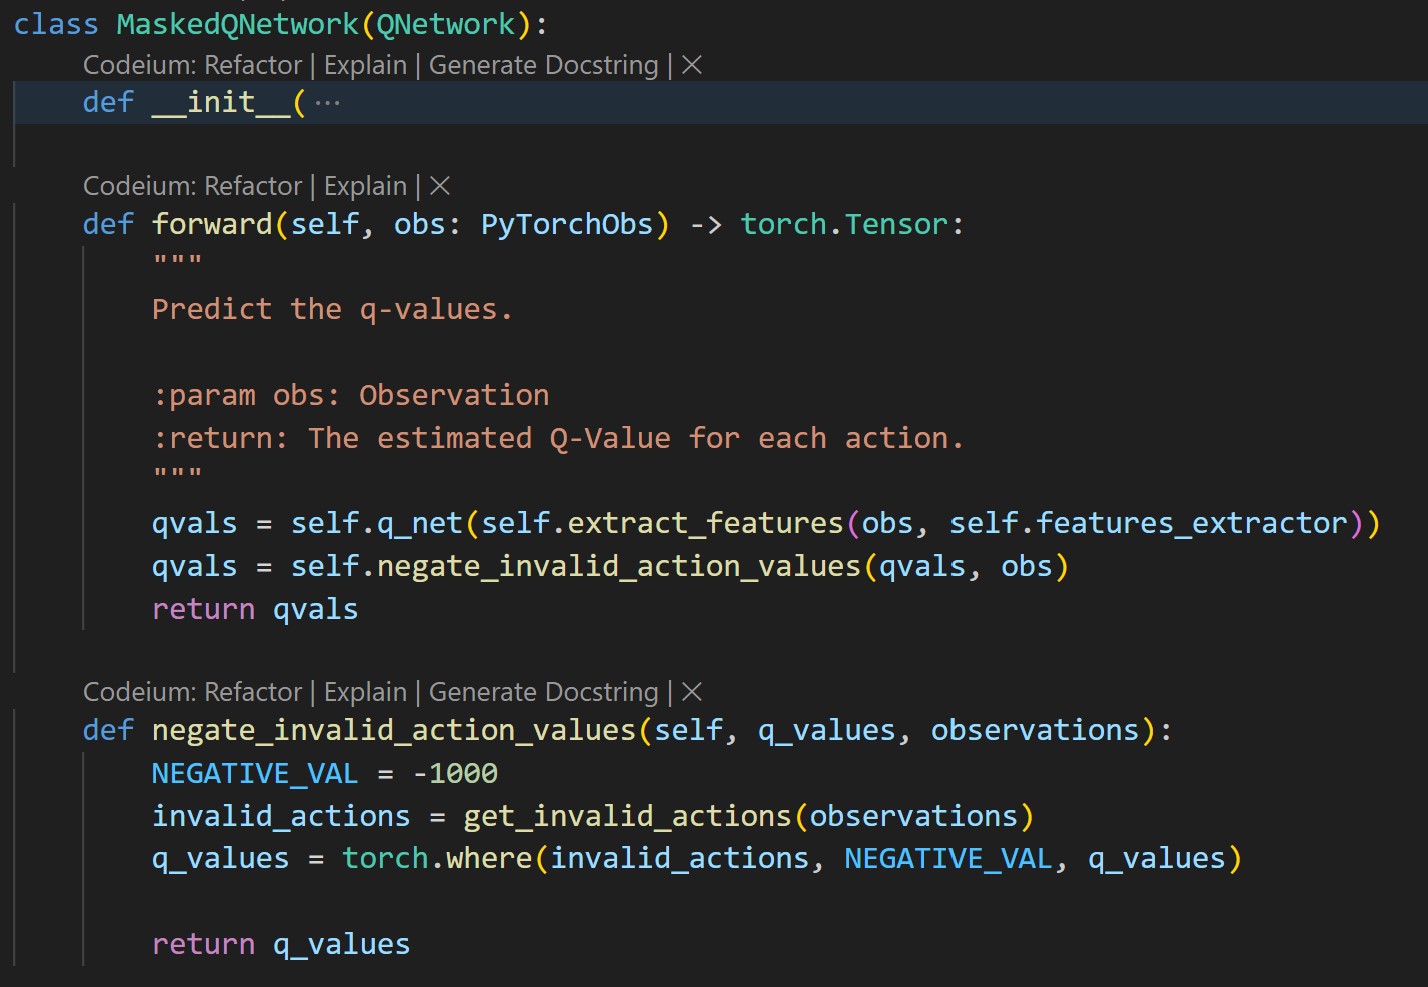 class MaskedQNetwork(QNetwork):
Codeium: Refactor | Explain | Generate Docstring | ×
def __init__( ···
Codeium: Refactor | Explain | ×
def forward(self, obs: PyTorchObs) -> torch.Tensor:
"""
Predict the q-values.
:param obs: Observation
:return: The estimated Q-Value for each action.
"""
qvals = self.q_net(self.extract_features(obs, self.features_extractor))
qvals = self.negate_invalid_action_values(qvals, obs)
return qvals
Codeium: Refactor | Explain | Generate Docstring | ×
def negate_invalid_action_values(self, q_values, observations):
NEGATIVE_VAL = -1000
invalid_actions = get_invalid_actions(observations)
q_values = torch.where(invalid_actions, NEGATIVE_VAL, q_values)
return q_values